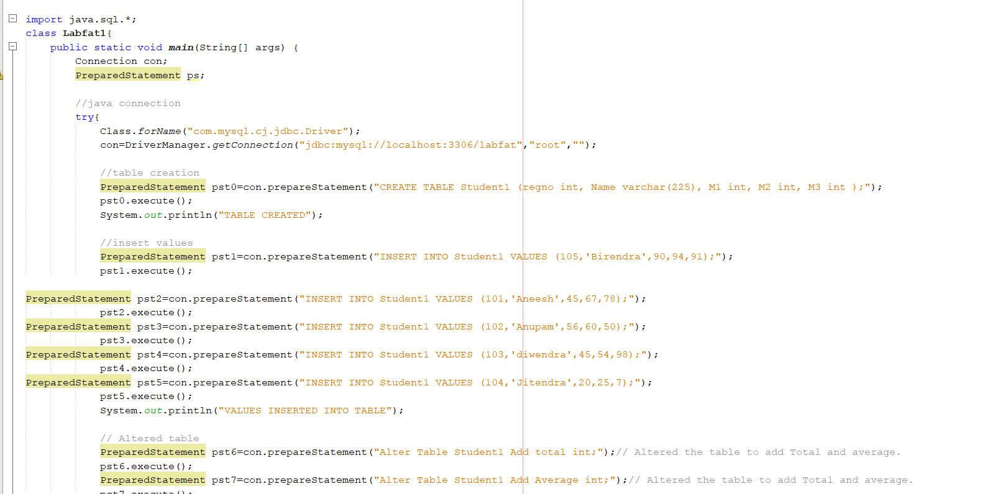 import java.sql.*;
class Labfat1{
public static void main(String[] args) {
Connection con;
PreparedStatement ps;
//java connection
try{
Class.forName("com.mysql.cj.jdbc.Driver");
con=DriverManager.getConnection("jdbc:mysql://localhost:3306/labfat","root","");
//table creation
PreparedStatement pst0=con.prepareStatement("CREATE TABLE Student1 (regno int, Name varchar(225), M1 int, M2 int, M3 int );");
pst0.execute();
System.out.println("TABLE CREATED");
//insert values
PreparedStatement pst1=con.prepareStatement("INSERT INTO Student1 VALUES (105,'Birendra',90,94,91);");
pst1.execute();
PreparedStatement pst2=con.prepareStatement("INSERT INTO Student1 VALUES (101,'Aneesh',45,67,78);");
pst2.execute();
PreparedStatement pst3=con.prepareStatement("INSERT INTO Student1 VALUES (102,'Anupam',56,60,50);");
pst3.execute();
PreparedStatement pst4=con.prepareStatement("INSERT INTO Student1 VALUES (103,'diwendra',45,54,98);");
pst4.execute();
PreparedStatement pst5=con.prepareStatement("INSERT INTO Student1 VALUES (104,'Jitendra',20,25,7);");
pst5.execute();
System.out.println("VALUES INSERTED INTO TABLE");
// Altered table
PreparedStatement pst6=con.prepareStatement("Alter Table Student1 Add total int;");// Altered the table to add Total and average.
pst6.execute();
PreparedStatement pst7=con.prepareStatement("Alter Table Student1 Add Average int;");// Altered the table to add Total and average.
pst7.execute();